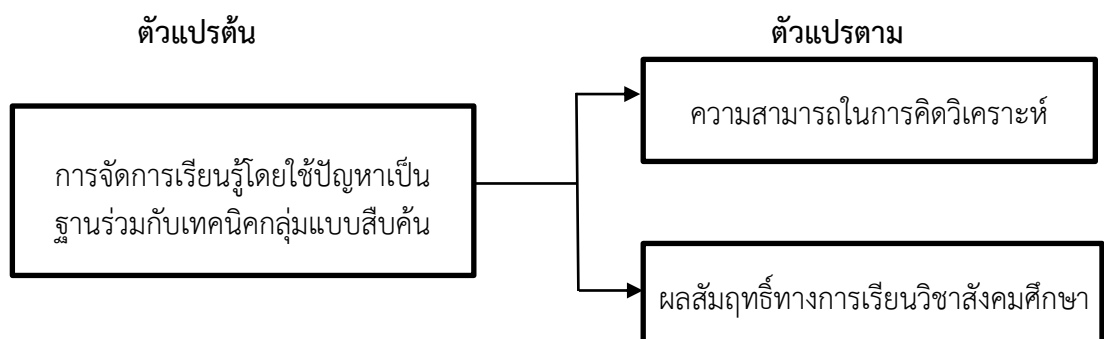 ตัวแปรต้น
ตัวแปรตาม
ความสามารถในการคิดวิเคราะห์
การจัดการเรียนรู้โดยใช้ปัญหาเป็น
ฐานร่วมกับเทคนิคกลุ่มแบบสืบค้น
ผลสัมฤทธิ์ทางการเรียนวิชาสังคมศึกษา